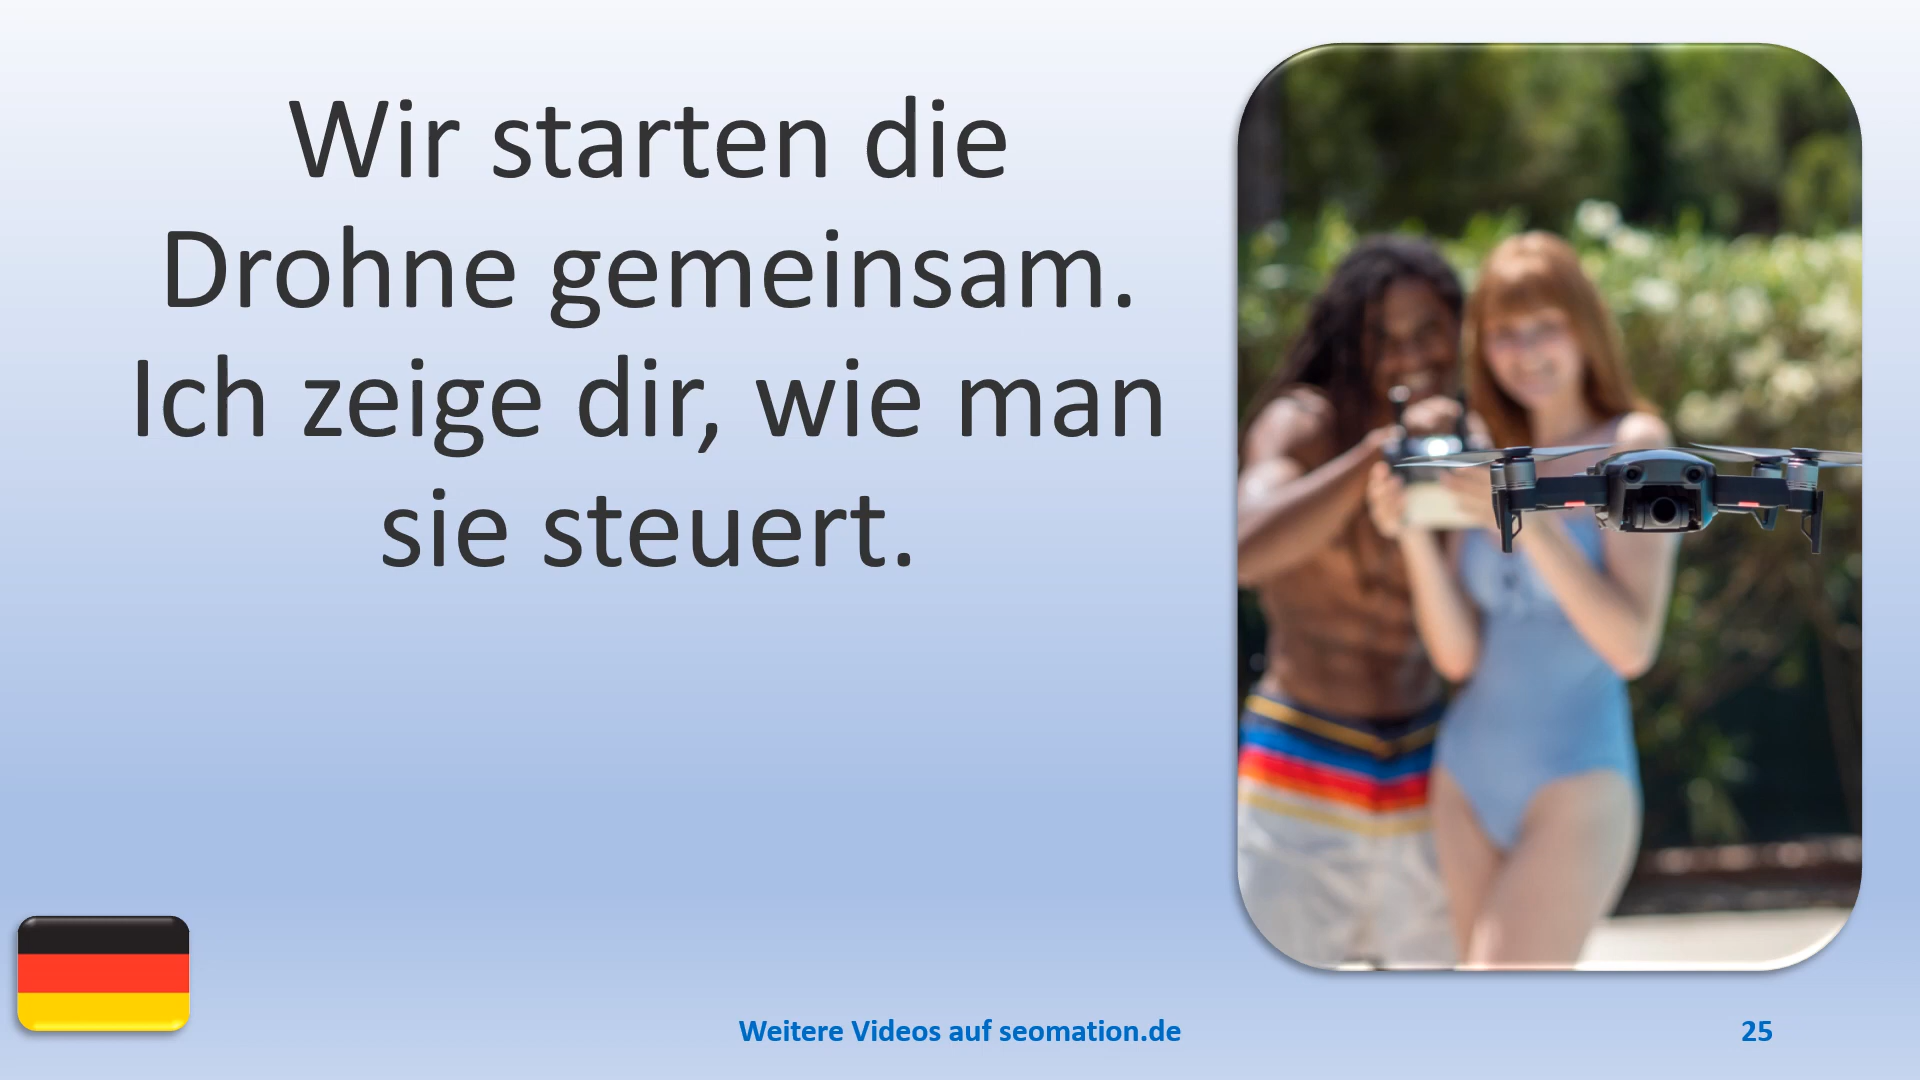 Wir starten die
Drohne gemeinsam.
Ich zeige dir, wie man
sie steuert.
Weitere Videos auf seomation.de
25